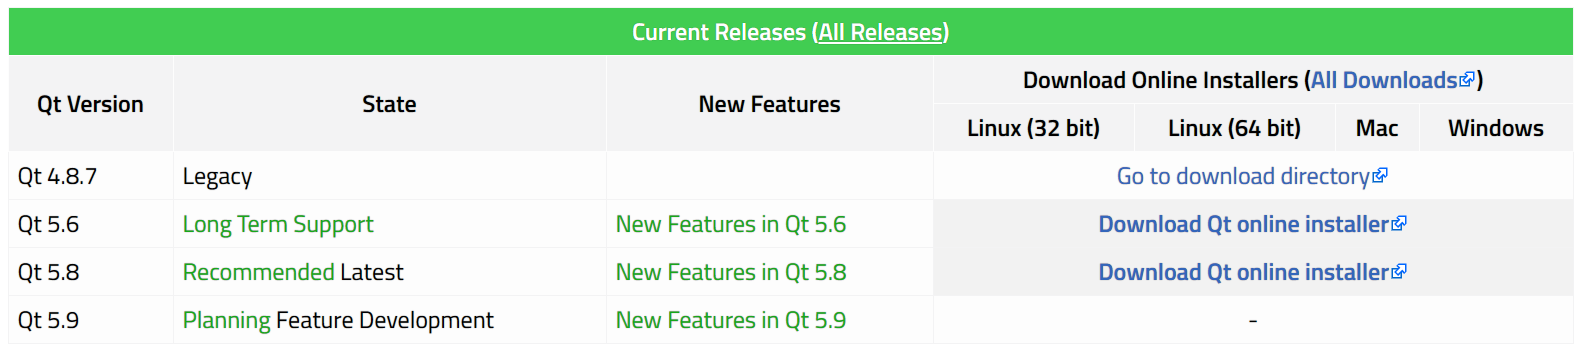 Current Releases (All Releases)
Qt Version State New Features Download Online Installers (All Downloads)
Linux (32 bit) Linux (64 bit) Mac Windows
Qt 4.8.7 Legacy Go to download directory
Qt 5.6 Long Term Support New Features in Qt 5.6 Download Qt online installer
Qt 5.8 Recommended Latest New Features in Qt 5.8 Download Qt online installer
Qt 5.9 Planning Feature Development New Features in Qt 5.9 -